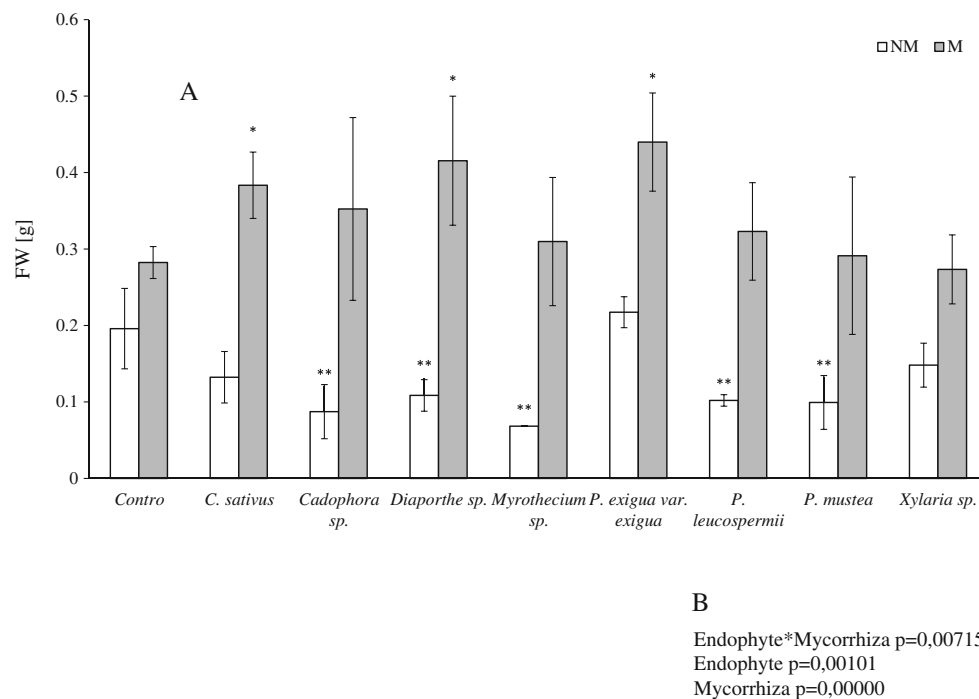 0.6
NM M
0.5
A
*
*
*
0.4
0.3
FW [g]
0.2
**
**
**
**
**
0.1
0
Contro C. sativus Cadophora sp. Diaporthe sp. Myrothecium sp. P. exigua var. exigua P. leucospermii P. mustea Xylaria sp.
B
Endophyte*Mycorrhiza p=0,00715
Endophyte p=0,00101
Mycorrhiza p=0,00000